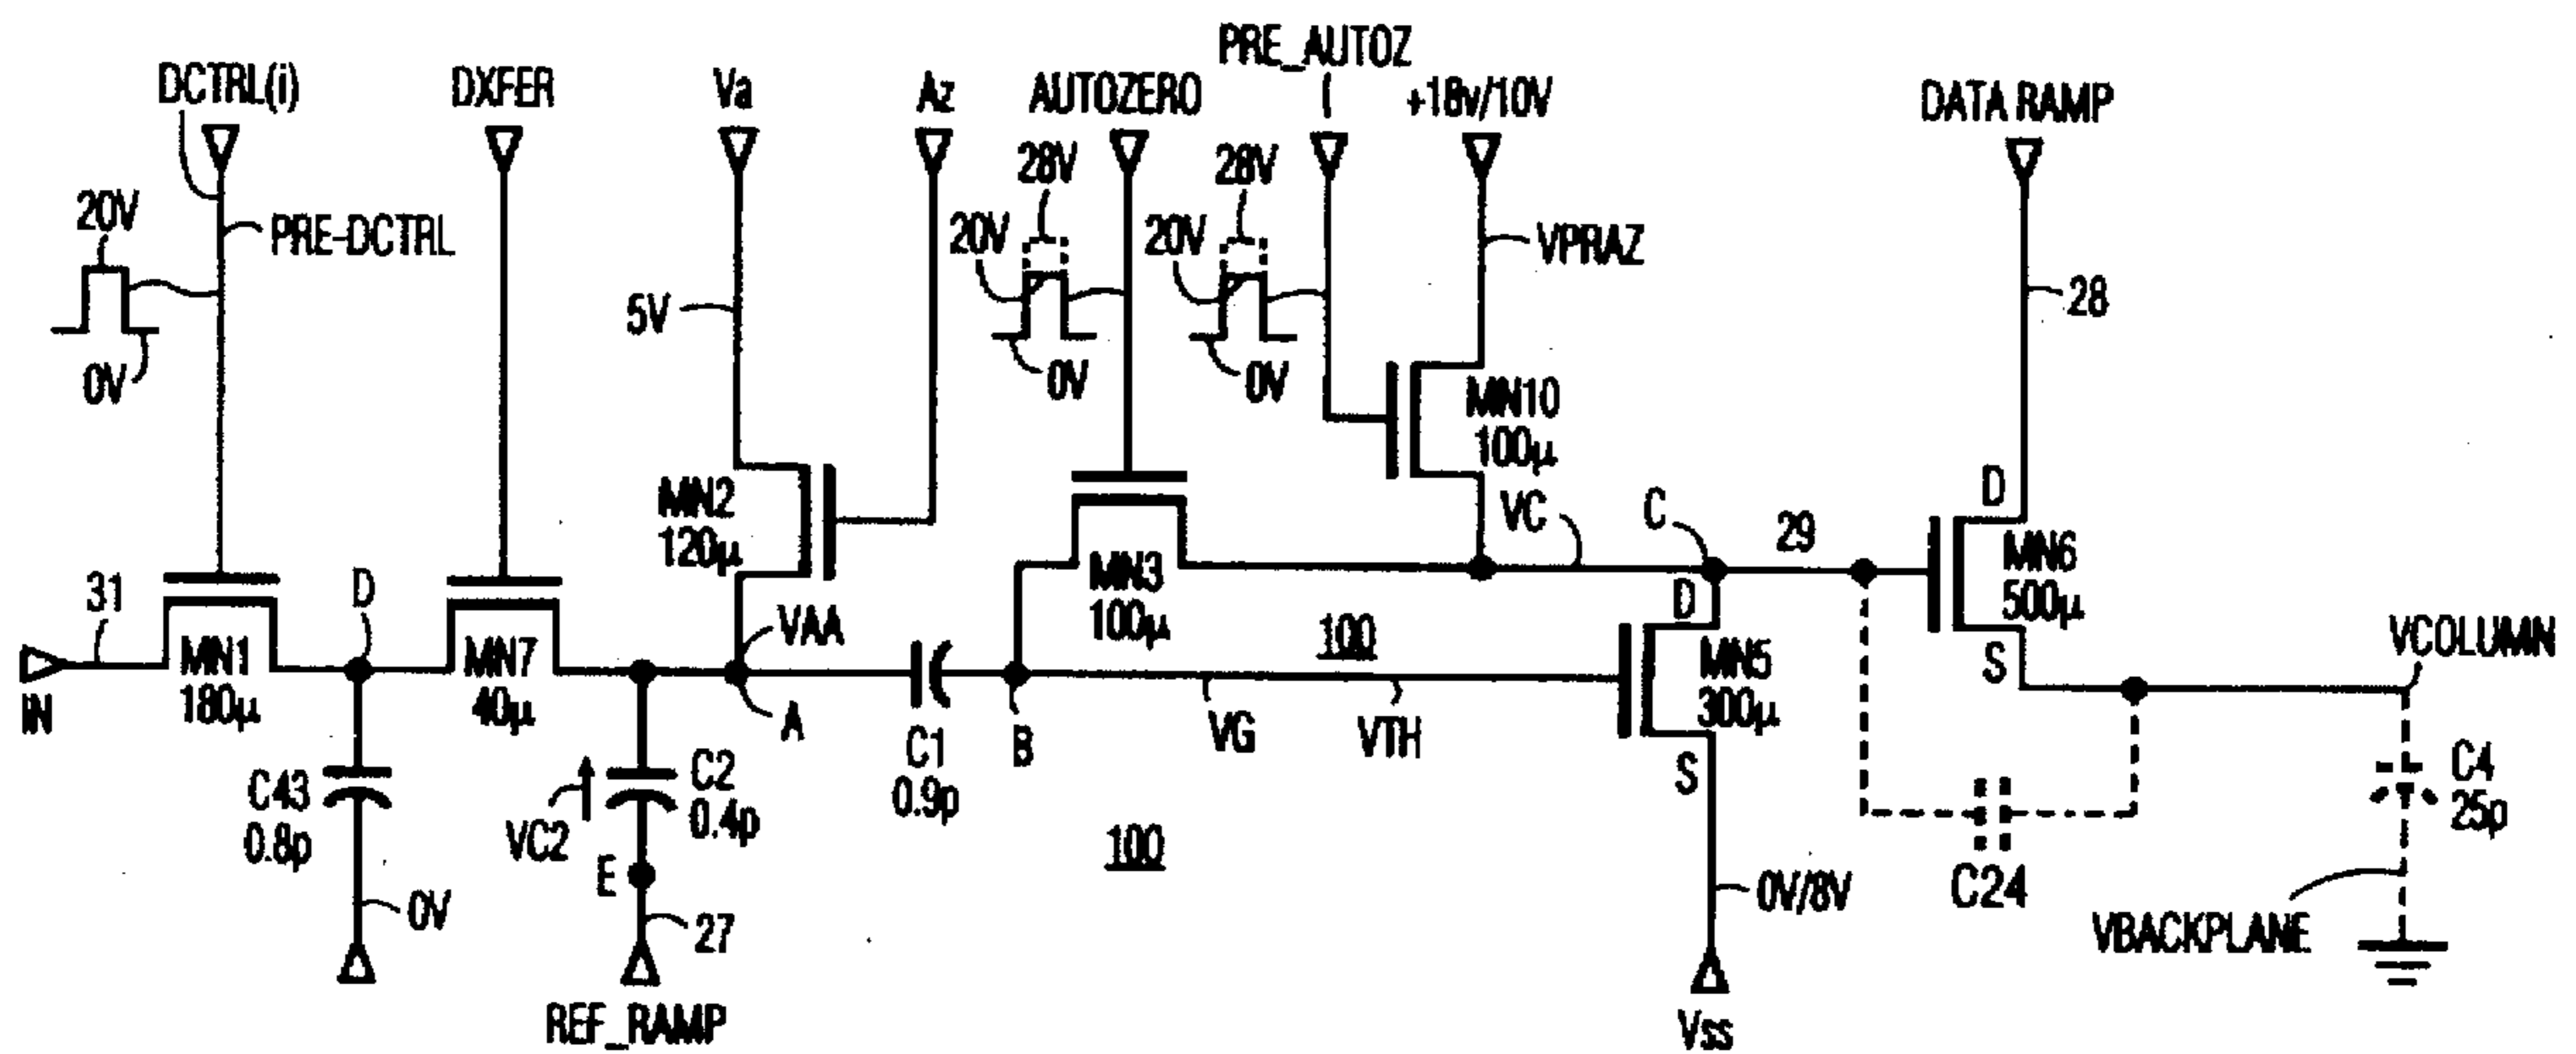 PRE_AUTOZ
DCTRL(i)
DXFER
Va
Az
AUTOZERO
+18v/10V
DATA RAMP
20V
PRE-DCTRL
0V
5V
28V
20V
0V
28V
20V
0V
VPRAZ
28
MN10
100µ
MN2
120µ
MN3
100µ
VC
C
29
D
MN6
500µ
S
31
IN
MN1
180µ
D
MN7
40µ
VAA
A
C1
0.9p
B
100
VG
VTH
D
MN5
300µ
S
VCOLUMN
C43
0.8p
0V
VC2
C2
0.4p
E
27
REF_RAMP
100
0V/8V
Vss
C24
C4
25p
VBACKPLANE